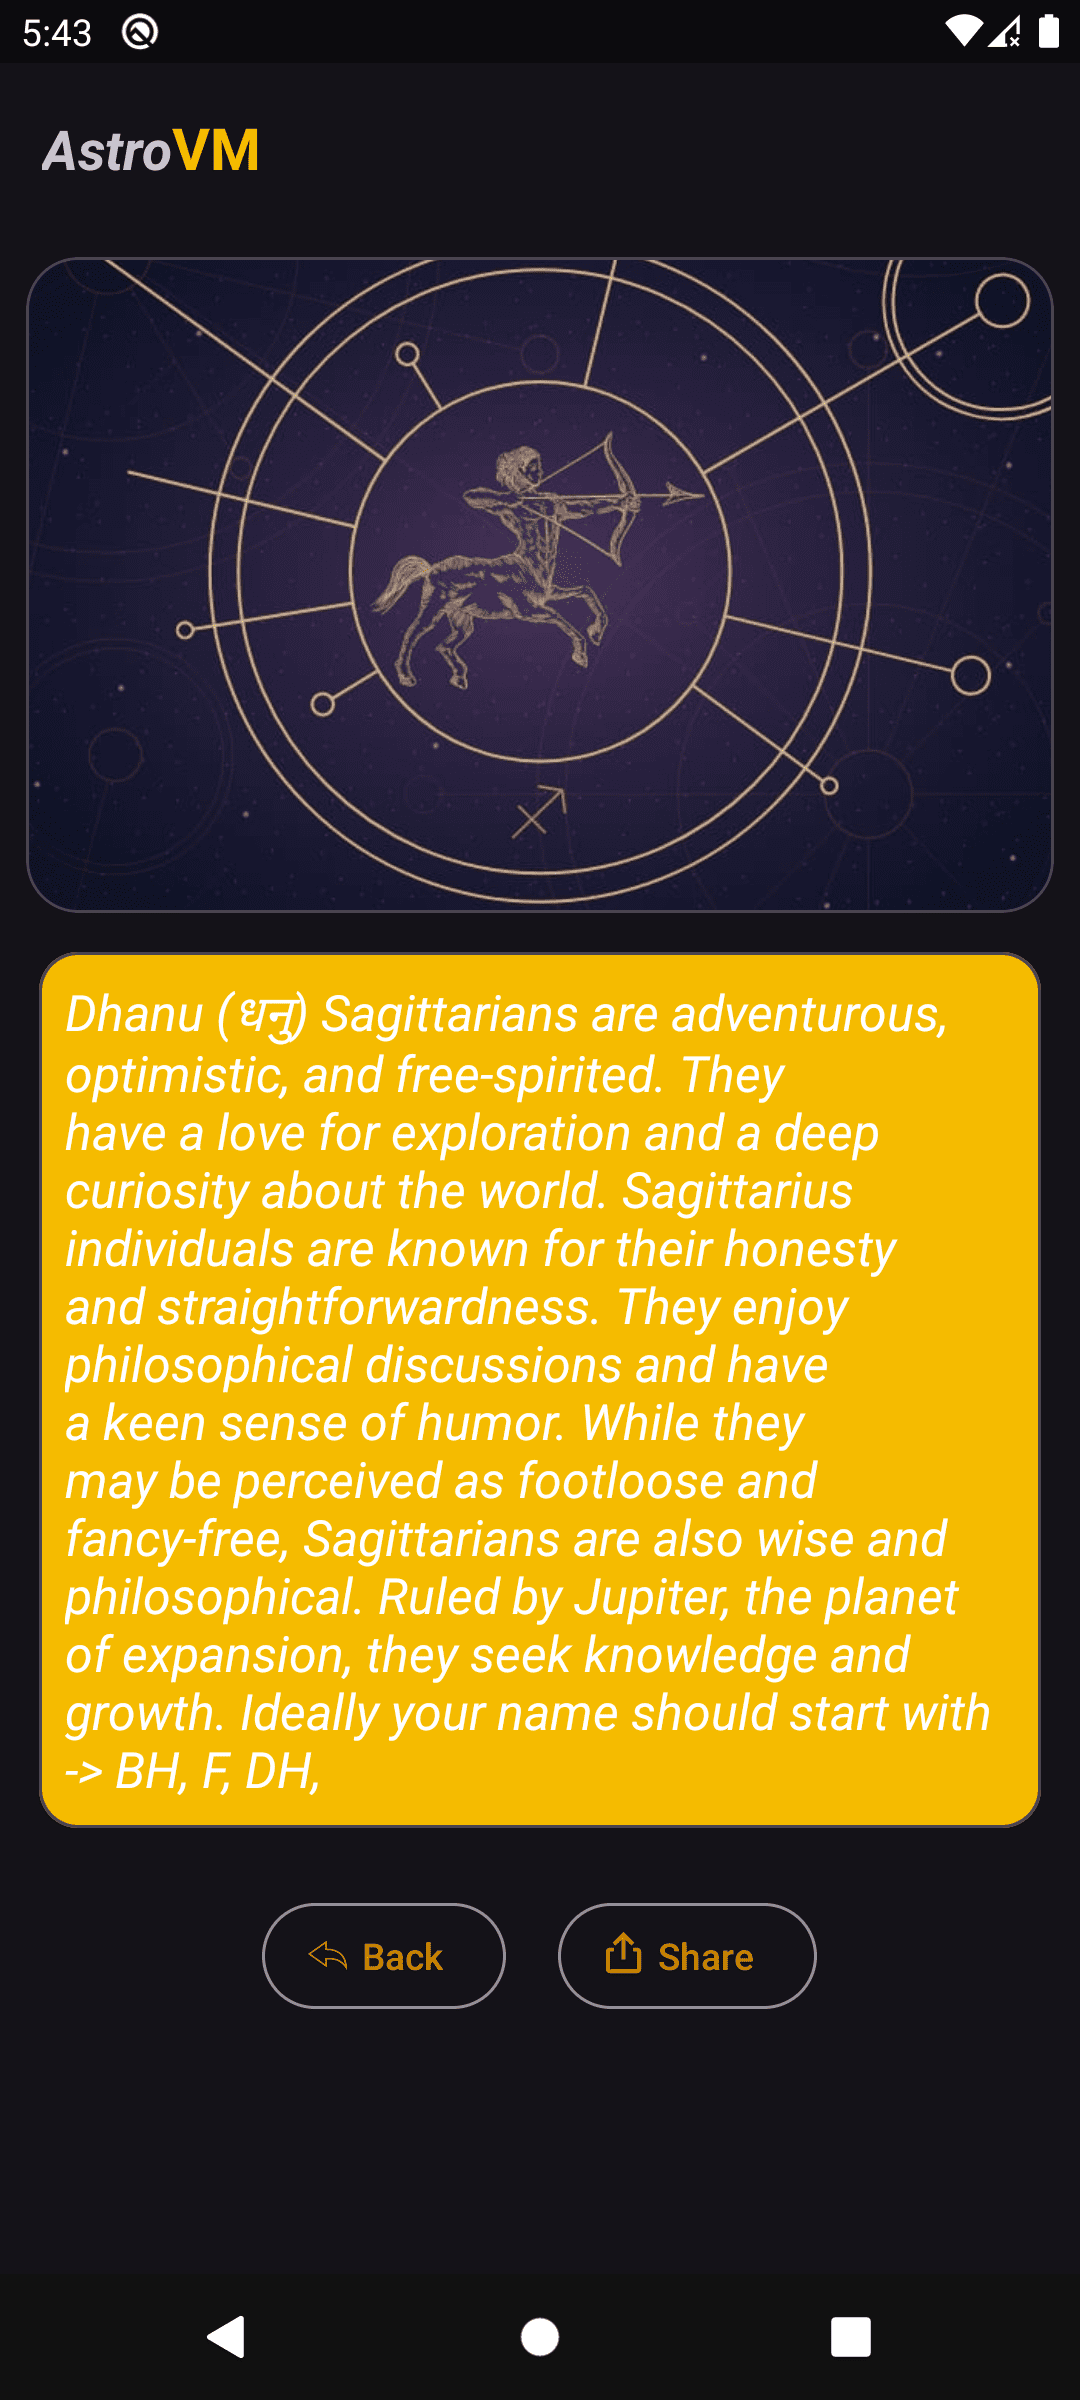 5:43
AstroVM
Dhanu (धनु) Sagittarians are adventurous,
optimistic, and free-spirited. They
have a love for exploration and a deep
curiosity about the world. Sagittarius
individuals are known for their honesty
and straightforwardness. They enjoy
philosophical discussions and have
a keen sense of humor. While they
may be perceived as footloose and
fancy-free, Sagittarians are also wise and
philosophical. Ruled by Jupiter, the planet
of expansion, they seek knowledge and
growth. Ideally your name should start with
-> BH, F, DH,
Back
Share